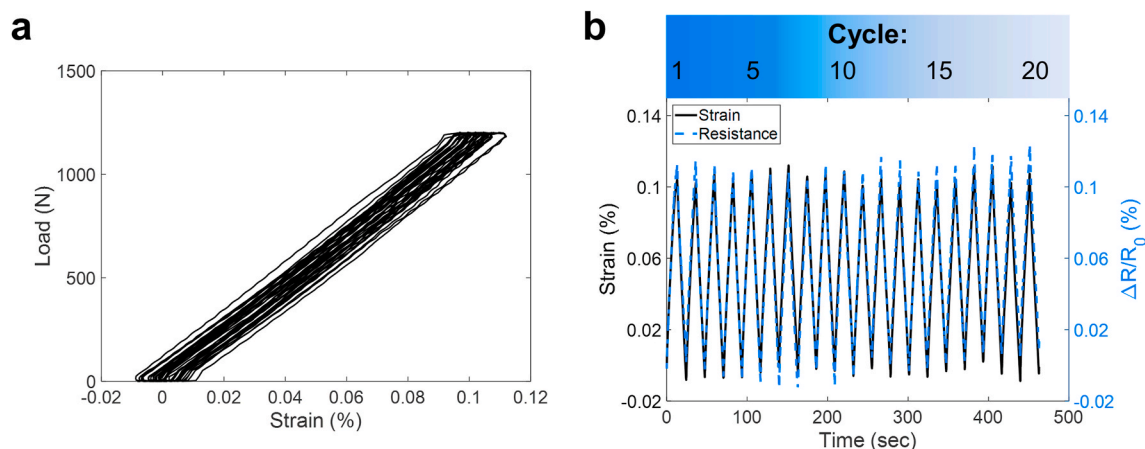 a
1500
1000
500
0
Load (N)
-0.02 0 0.02 0.04 0.06 0.08 0.1 0.12
Strain (%)
b
Cycle:
1 5 10 15 20
Strain
Resistance
0.14
0.1
0.06
0.02
-0.02
Strain (%)
0.14
0.1
0.06
0.02
-0.02
ΔR/R₀ (%)
0 100 200 300 400 500
Time (sec)